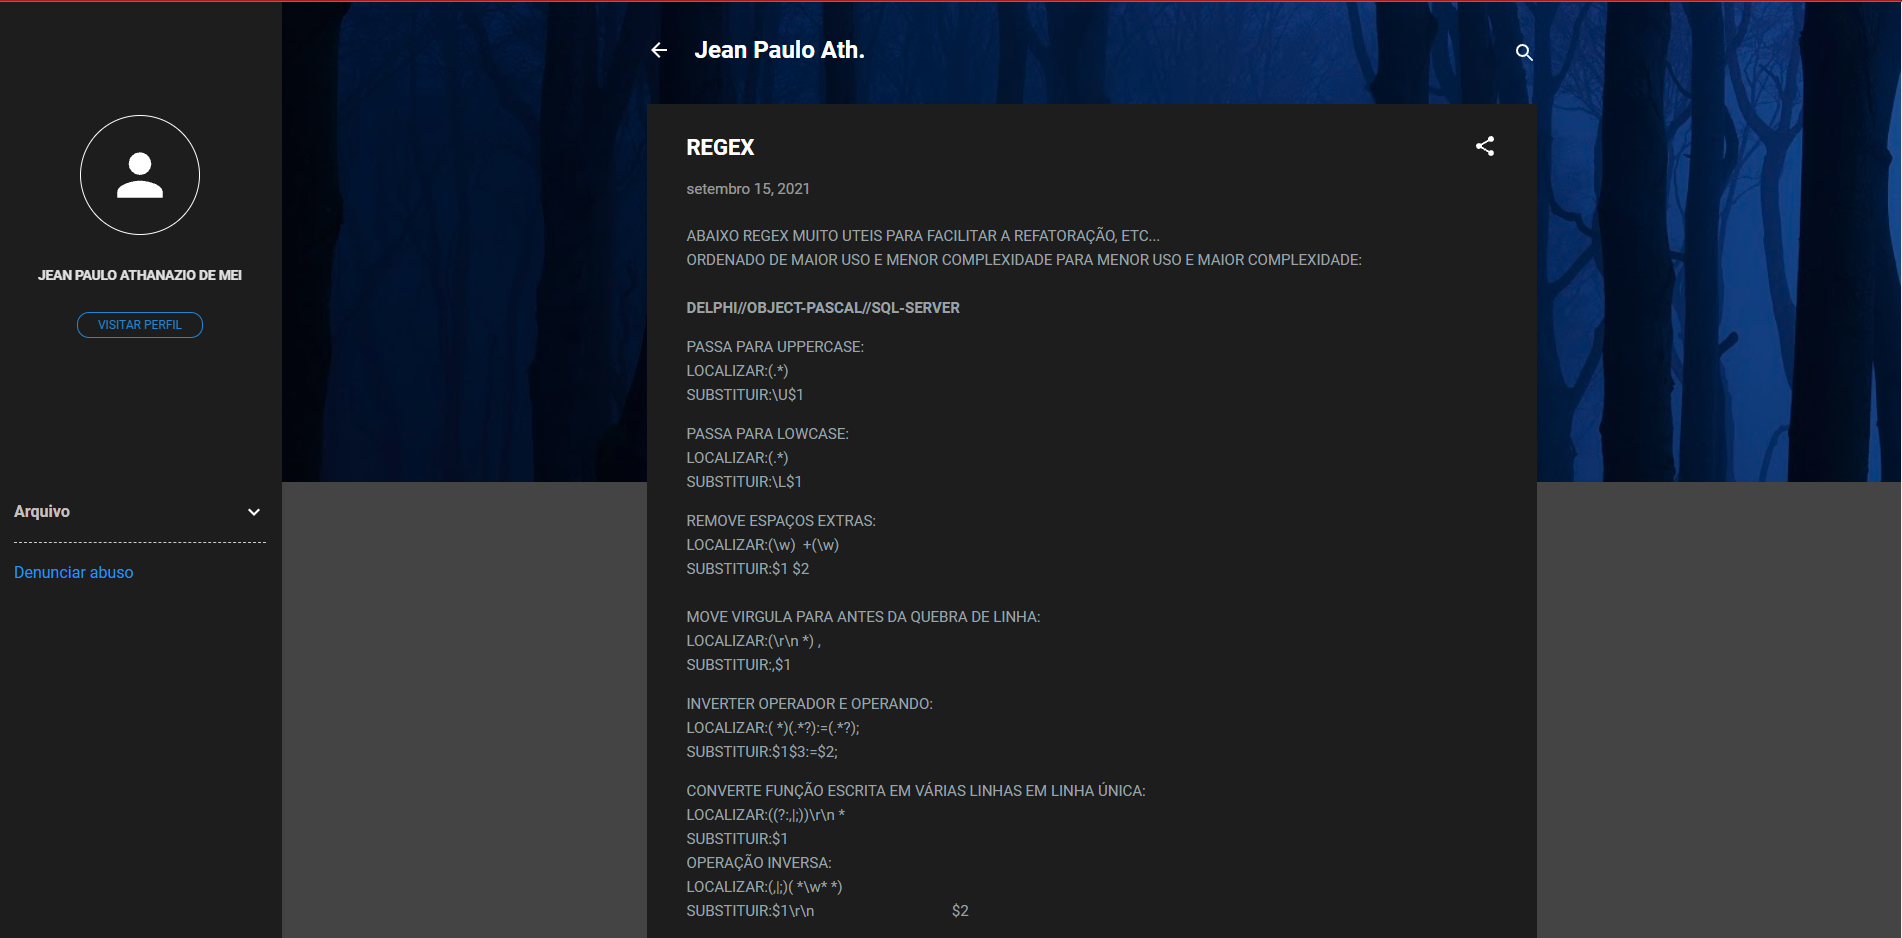 JEAN PAULO ATHANAZIO DE MEI
VISITAR PERFIL
Arquivo
Denunciar abuso
Jean Paulo Ath.
REGEX
setembro 15, 2021
ABAIXO REGEX MUITO UTEIS PARA FACILITAR A REFATORAÇÃO, ETC...
ORDENADO DE MAIOR USO E MENOR COMPLEXIDADE PARA MENOR USO E MAIOR COMPLEXIDADE:
DELPHI//OBJECT-PASCAL//SQL-SERVER
PASSA PARA UPPERCASE:
LOCALIZAR:(.*)
SUBSTITUIR:\U$1
PASSA PARA LOWCASE:
LOCALIZAR:(.*)
SUBSTITUIR:\L$1
REMOVE ESPAÇOS EXTRAS:
LOCALIZAR:(\w)  +(\w)
SUBSTITUIR:$1 $2
MOVE VIRGULA PARA ANTES DA QUEBRA DE LINHA:
LOCALIZAR:(\r\n *) ,
SUBSTITUIR:,$1
INVERTER OPERADOR E OPERANDO:
LOCALIZAR:( *)(.*?):=(.*?);
SUBSTITUIR:$1$3:=$2;
CONVERTE FUNÇÃO ESCRITA EM VÁRIAS LINHAS EM LINHA ÚNICA:
LOCALIZAR:((?:,|;))\r\n *
SUBSTITUIR:$1
OPERAÇÃO INVERSA:
LOCALIZAR:(,|;)( *\w* *)
SUBSTITUIR:$1\r\n                                 $2